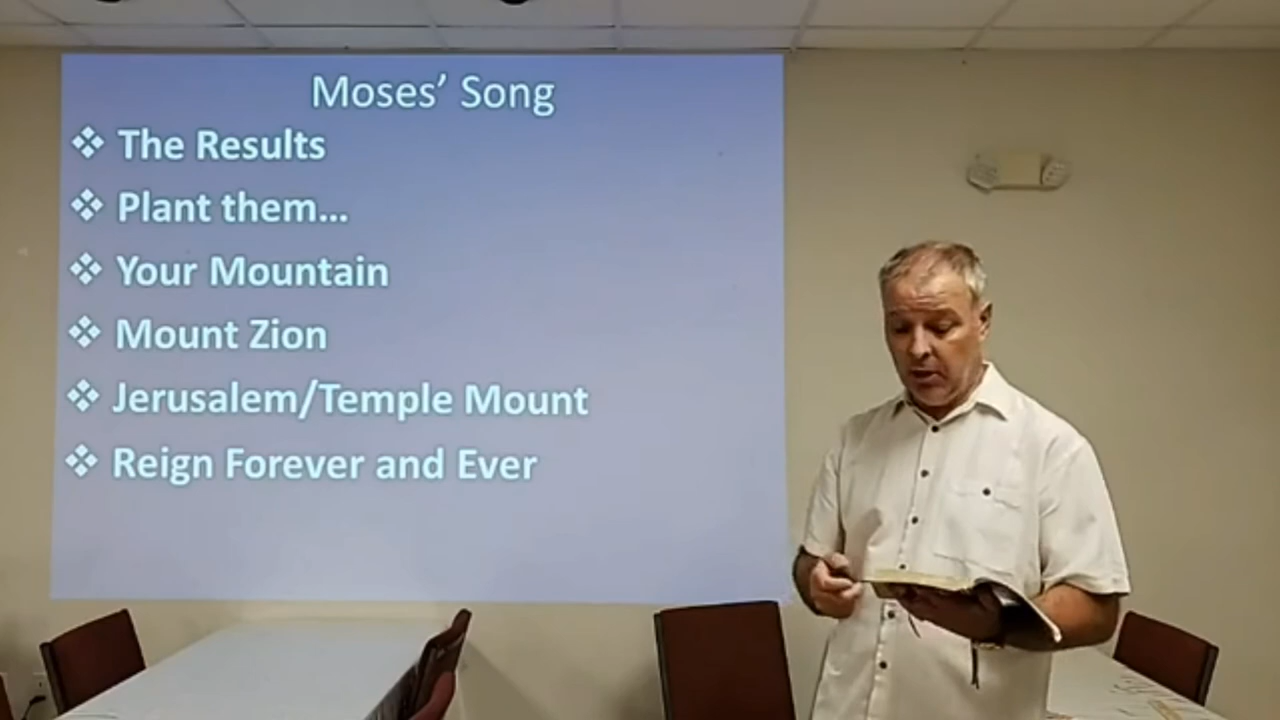 Moses’ Song
❖ The Results
❖ Plant them...
❖ Your Mountain
❖ Mount Zion
❖ Jerusalem/Temple Mount
❖ Reign Forever and Ever